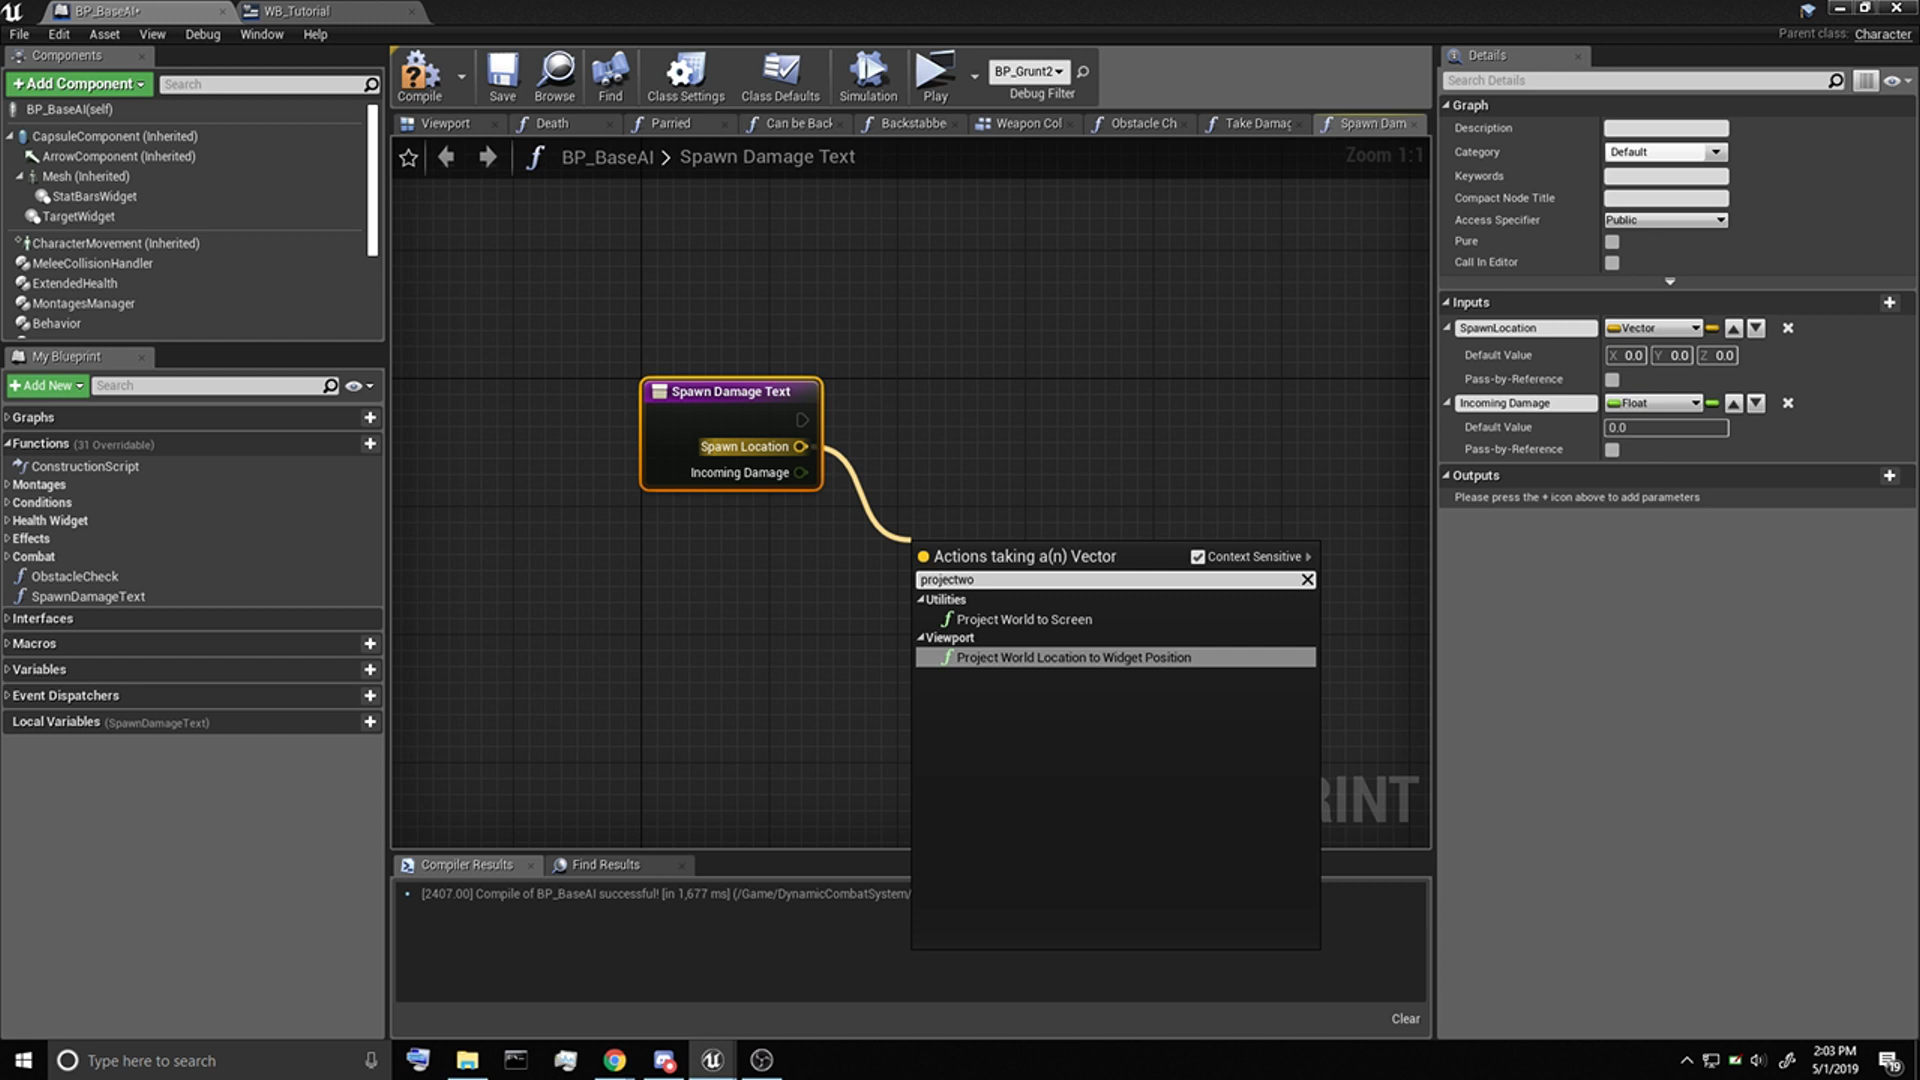 BP_BaseAI•
WB_Tutorial
File Edit Asset View Debug Window Help
Parent class: Character
Components
+Add Component
Search
BP_BaseAI(self)
CapsuleComponent (Inherited)
ArrowComponent (Inherited)
Mesh (Inherited)
StatBarsWidget
TargetWidget
CharacterMovement (Inherited)
MeleeCollisionHandler
ExtendedHealth
MontagesManager
Behavior
My Blueprint
+Add New
Search
Graphs
Functions (31 Overridable)
ConstructionScript
Montages
Conditions
Health Widget
Effects
Combat
ObstacleCheck
SpawnDamageText
Interfaces
Macros
Variables
Event Dispatchers
Local Variables (SpawnDamageText)
Compile
Save
Browse
Find
Class Settings
Class Defaults
Simulation
Play
BP_Grunt2
Debug Filter
Viewport
Death
Parried
Can be Back
Backstabbe
Weapon Col
Obstacle Ch
Take Damag
Spawn Dam
BP_BaseAI > Spawn Damage Text
Zoom 1:1
Spawn Damage Text
Spawn Location
Incoming Damage
Actions taking a(n) Vector
Context Sensitive
projectwo
Utilities
Project World to Screen
Viewport
Project World Location to Widget Position
RINT
Compiler Results
Find Results
[2407.00] Compile of BP_BaseAI successful! [in 1,677 ms] (/Game/DynamicCombatSystem/
Clear
Details
Search Details
Graph
Description
Category
Default
Keywords
Compact Node Title
Access Specifier
Public
Pure
Call In Editor
Inputs
SpawnLocation
Vector
Default Value
X 0.0 Y 0.0 Z 0.0
Pass-by-Reference
Incoming Damage
Float
Default Value
0.0
Pass-by-Reference
Outputs
Please press the + icon above to add parameters
Type here to search
2:03 PM
5/1/2019
19